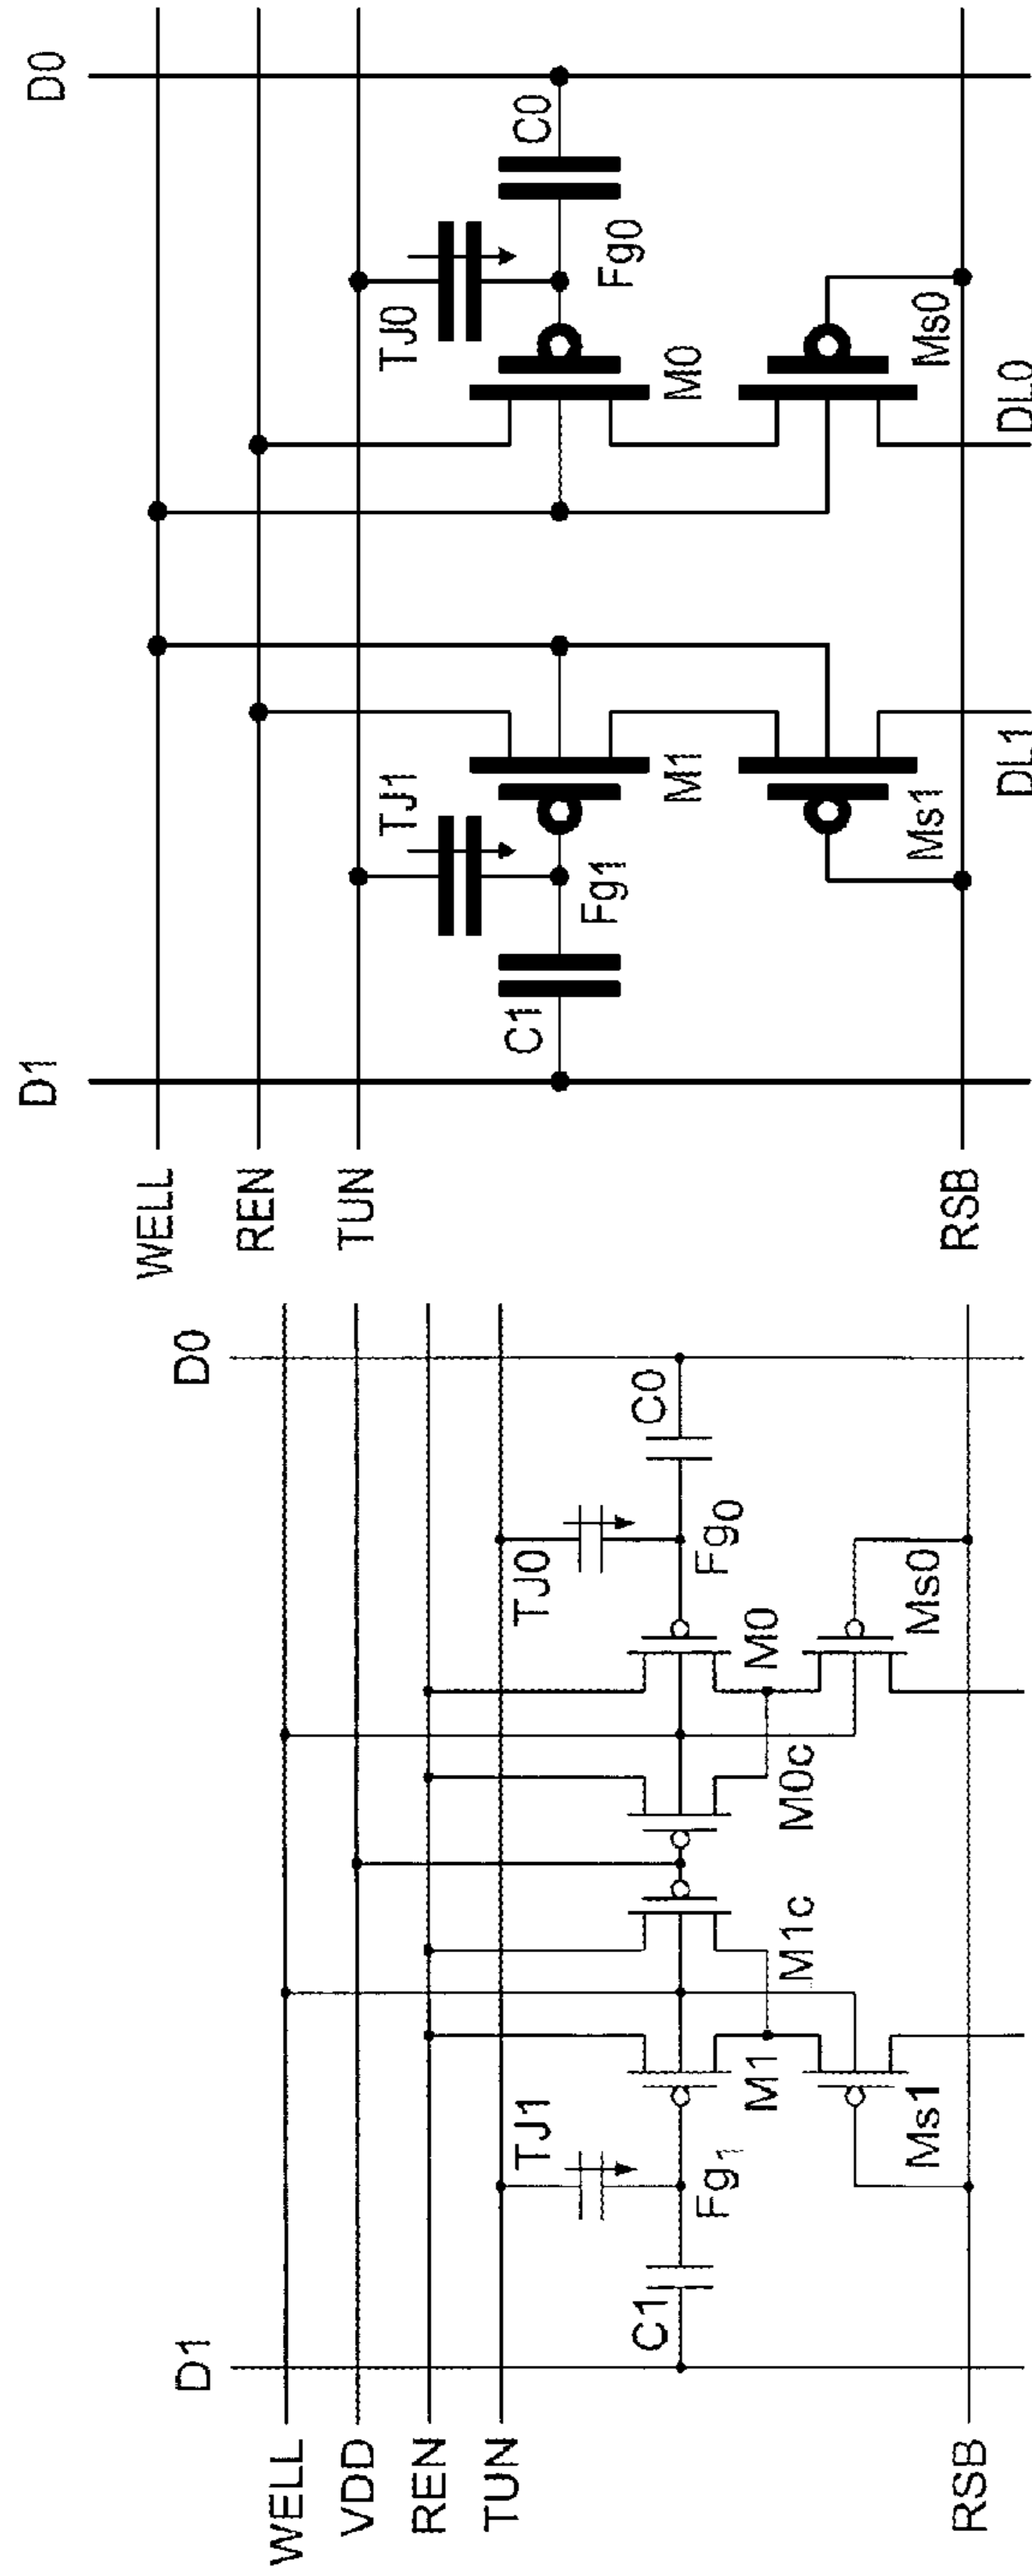 D1
D0
WELL
REN
TUN
TJ1
TJ0
C1
C0
Fg1
Fg0
M1
M0
Ms1
Ms0
RSB
DL1
DL0
D1
D0
WELL
VDD
REN
TUN
TJ1
TJ0
C1
C0
Fg1
Fg0
M1
M1c
M0c
M0
Ms1
Ms0
RSB